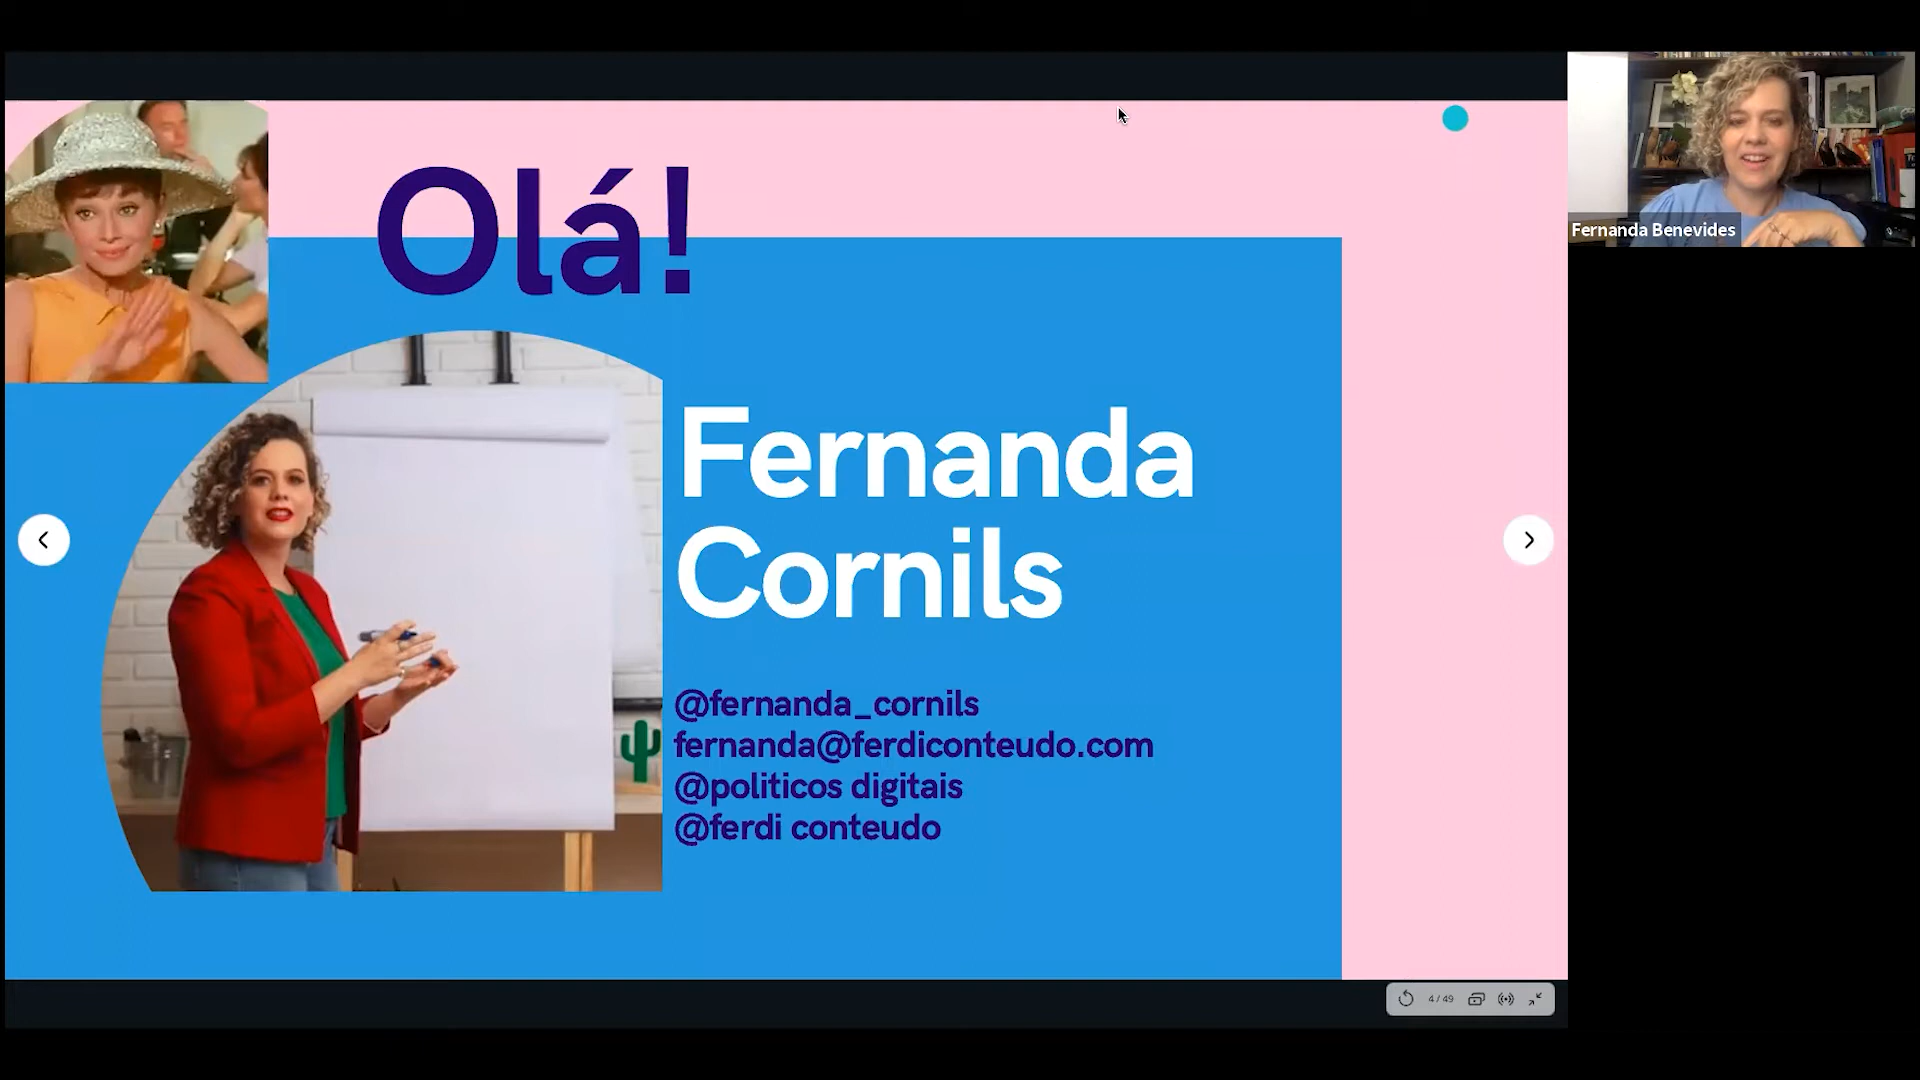 Olá!
Fernanda
Cornils
@fernanda_cornils
fernanda@ferdiconteudo.com
@politicos digitais
@ferdi conteudo
Fernanda Benevides
4 / 49